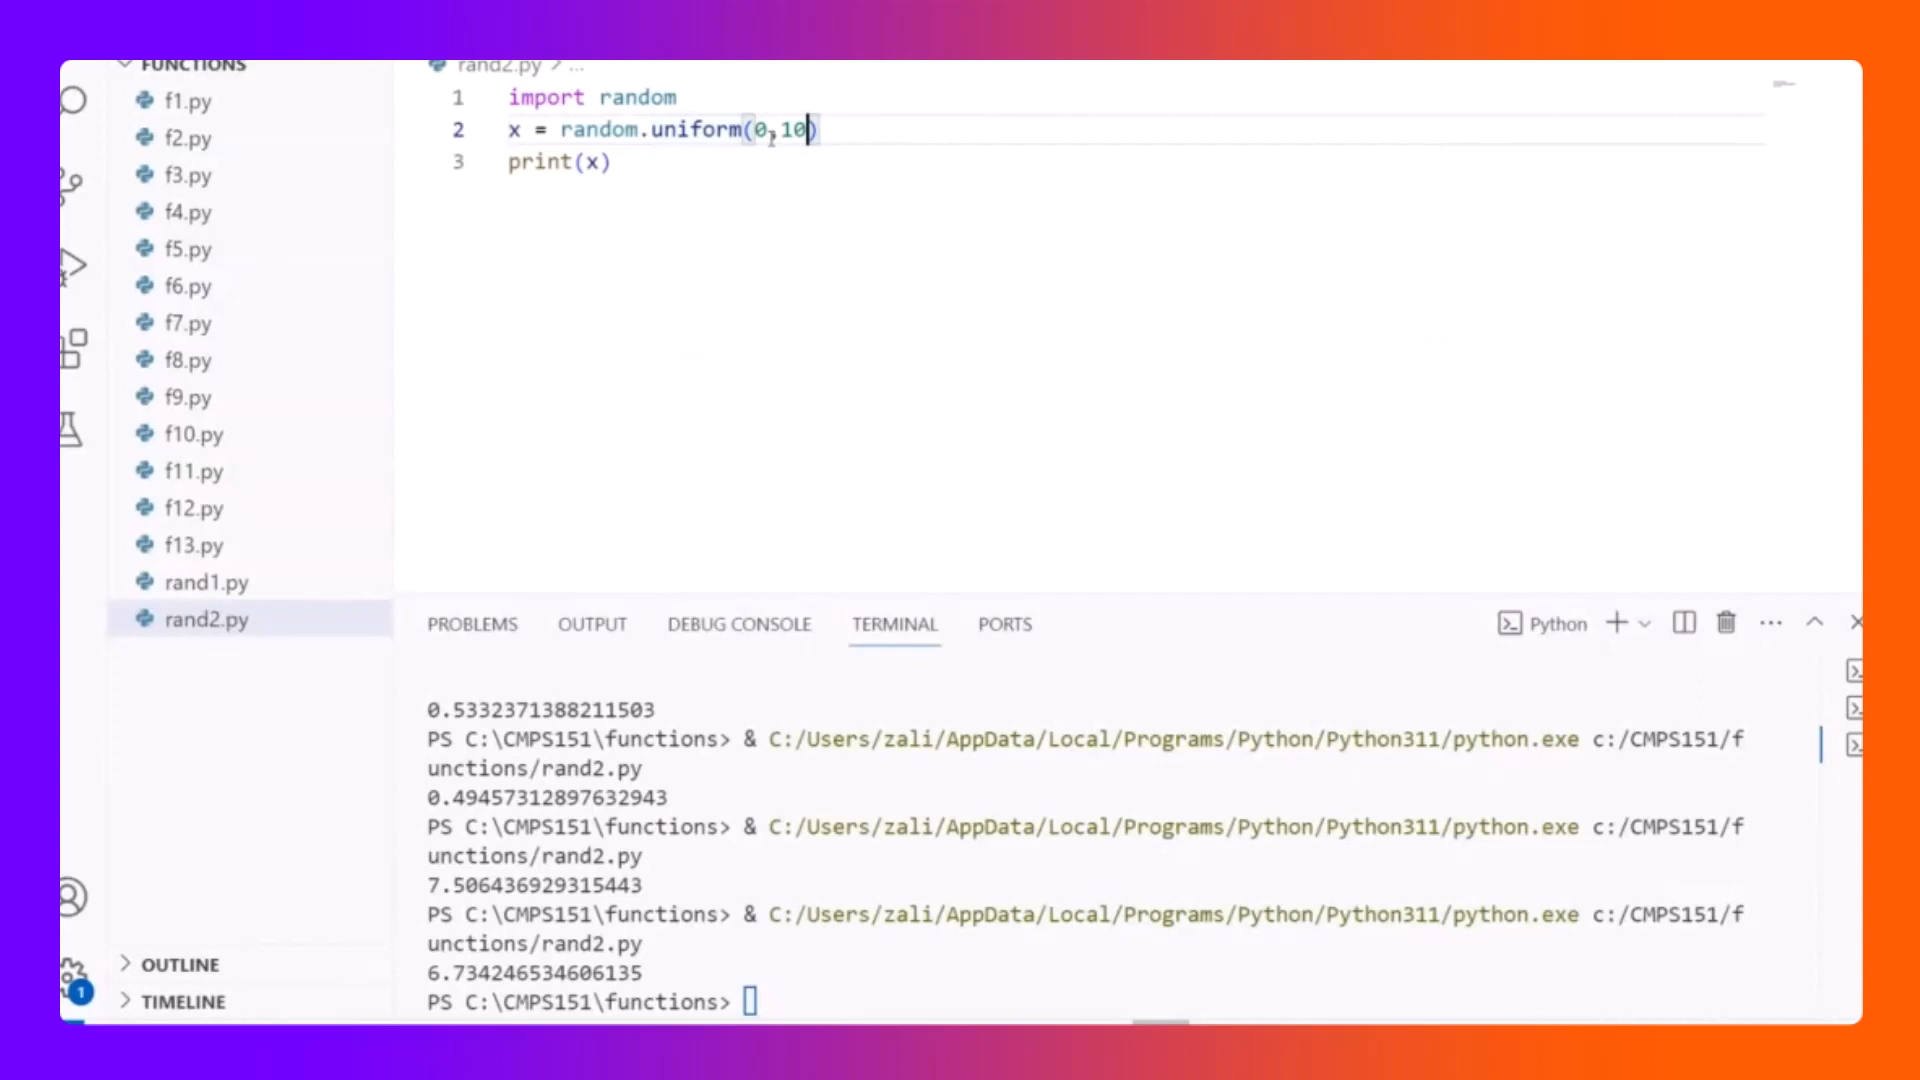 FUNCTIONS
f1.py
f2.py
f3.py
f4.py
f5.py
f6.py
f7.py
f8.py
f9.py
f10.py
f11.py
f12.py
f13.py
rand1.py
rand2.py
OUTLINE
TIMELINE
1
rand2.py > ...
1 import random
2 x = random.uniform(0,10)
3 print(x)
PROBLEMS OUTPUT DEBUG CONSOLE TERMINAL PORTS
Python
0.5332371388211503
PS C:\CMPS151\functions> & C:/Users/zali/AppData/Local/Programs/Python/Python311/python.exe c:/CMPS151/f
unctions/rand2.py
0.49457312897632943
PS C:\CMPS151\functions> & C:/Users/zali/AppData/Local/Programs/Python/Python311/python.exe c:/CMPS151/f
unctions/rand2.py
7.506436929315443
PS C:\CMPS151\functions> & C:/Users/zali/AppData/Local/Programs/Python/Python311/python.exe c:/CMPS151/f
unctions/rand2.py
6.734246534606135
PS C:\CMPS151\functions>